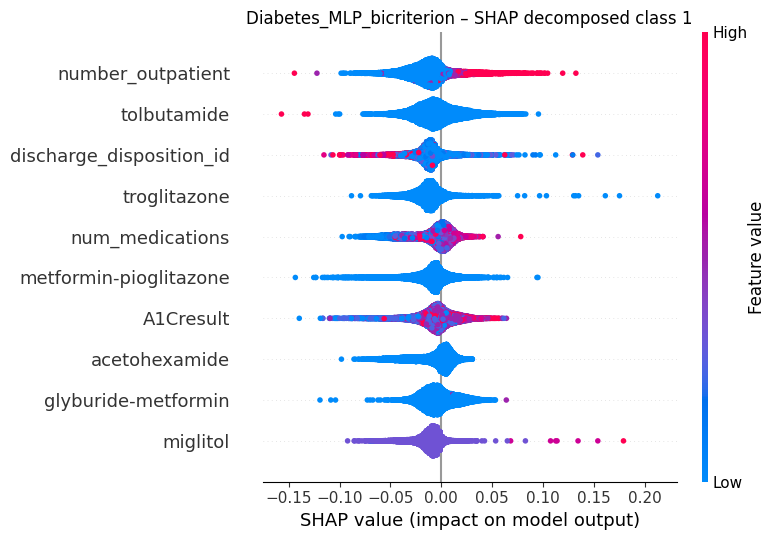 Diabetes_MLP_bicriterion – SHAP decomposed class 1
High
number_outpatient
tolbutamide
discharge_disposition_id
troglitazone
num_medications
metformin-pioglitazone
A1Cresult
acetohexamide
glyburide-metformin
miglitol
Feature value
Low
−0.15 −0.10 −0.05 0.00 0.05 0.10 0.15 0.20
SHAP value (impact on model output)